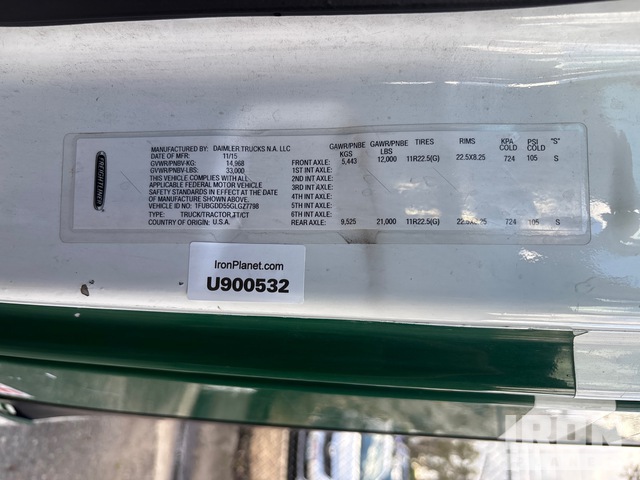 FREIGHTLINER
MANUFACTURED BY: DAIMLER TRUCKS N.A. LLC
DATE OF MFR: 11/15
GVWR/PNBV-KG: 14,968
GVWR/PNBV-LBS: 33,000
THIS VEHICLE COMPLIES WITH ALL
APPLICABLE FEDERAL MOTOR VEHICLE
SAFETY STANDARDS IN EFFECT AT THE DATE
OF MANUFACTURE SHOWN ABOVE.
VEHICLE ID NO: 1FUBGDD55GLGZ7798
TYPE: TRUCK/TRACTOR,TT/CT
COUNTRY OF ORIGIN: U.S.A.
GAWR/PNBE KGS GAWR/PNBE LBS TIRES RIMS KPA COLD PSI COLD "S"
FRONT AXLE: 5,443 12,000 11R22.5(G) 22.5X8.25 724 105 S
1ST INT AXLE:
2ND INT AXLE:
3RD INT AXLE:
4TH INT AXLE:
5TH INT AXLE:
6TH INT AXLE:
REAR AXLE: 9,525 21,000 11R22.5(G) 22.5X8.25 724 105 S
IronPlanet.com
U900532
IRON